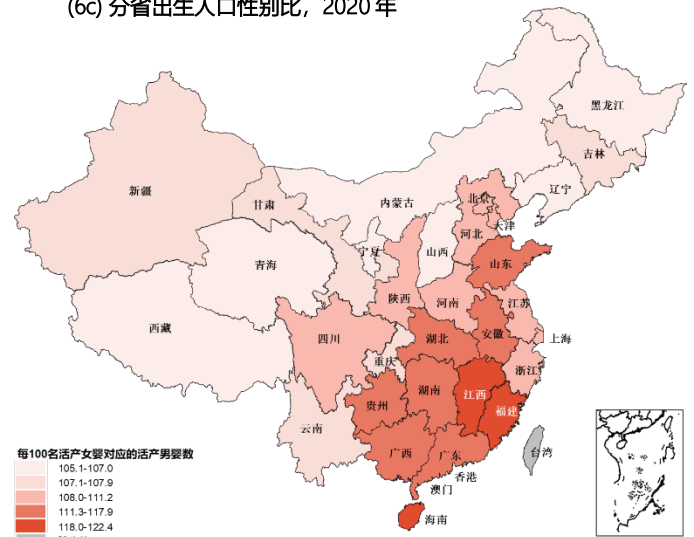 (6c) 分省出生人口性别比，2020 年
黑龙江
吉林
新疆
辽宁
甘肃
内蒙古
北京
天津
河北
宁夏
山西
山东
青海
陕西
河南
江苏
西藏
四川
湖北
安徽
上海
重庆
浙江
湖南
江西
贵州
福建
云南
广西
广东
台湾
香港
澳门
海南
每100名活产女婴对应的活产男婴数
105.1-107.0
107.1-107.9
108.0-111.2
111.3-117.9
118.0-122.4